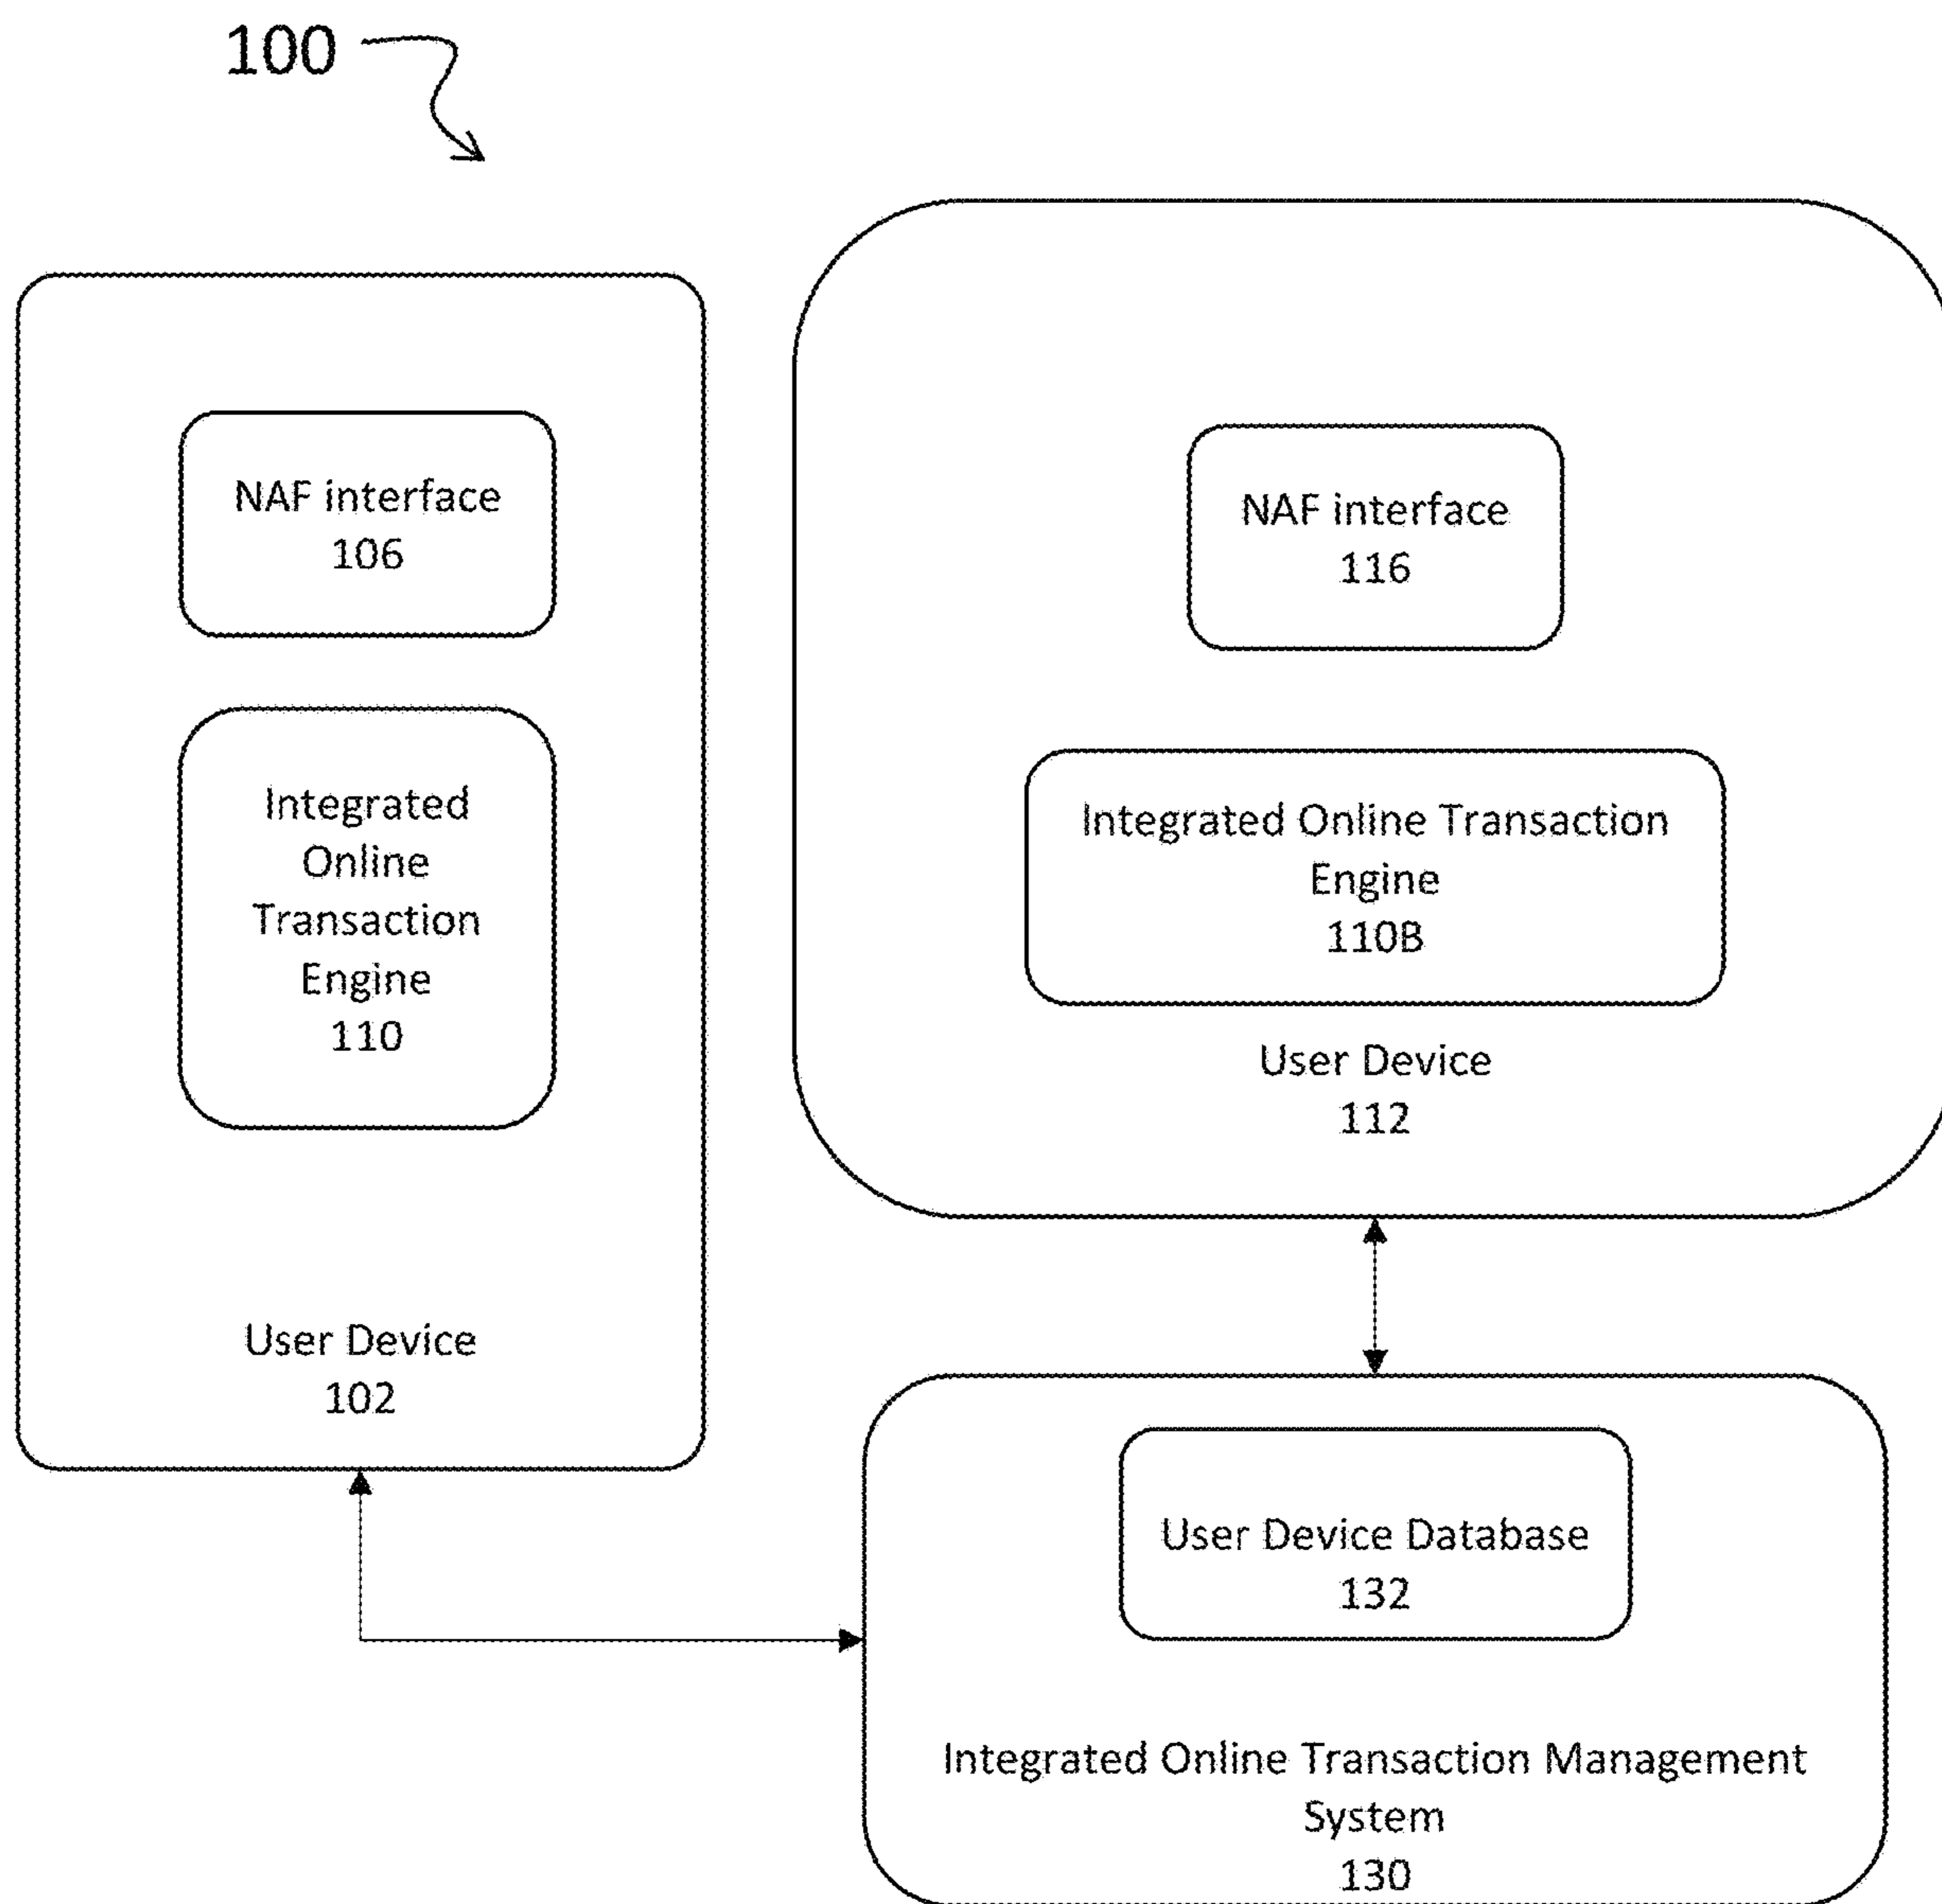 100
NAF interface
106
Integrated
Online
Transaction
Engine
110
User Device
102
NAF interface
116
Integrated Online Transaction
Engine
110B
User Device
112
User Device Database
132
Integrated Online Transaction Management
System
130